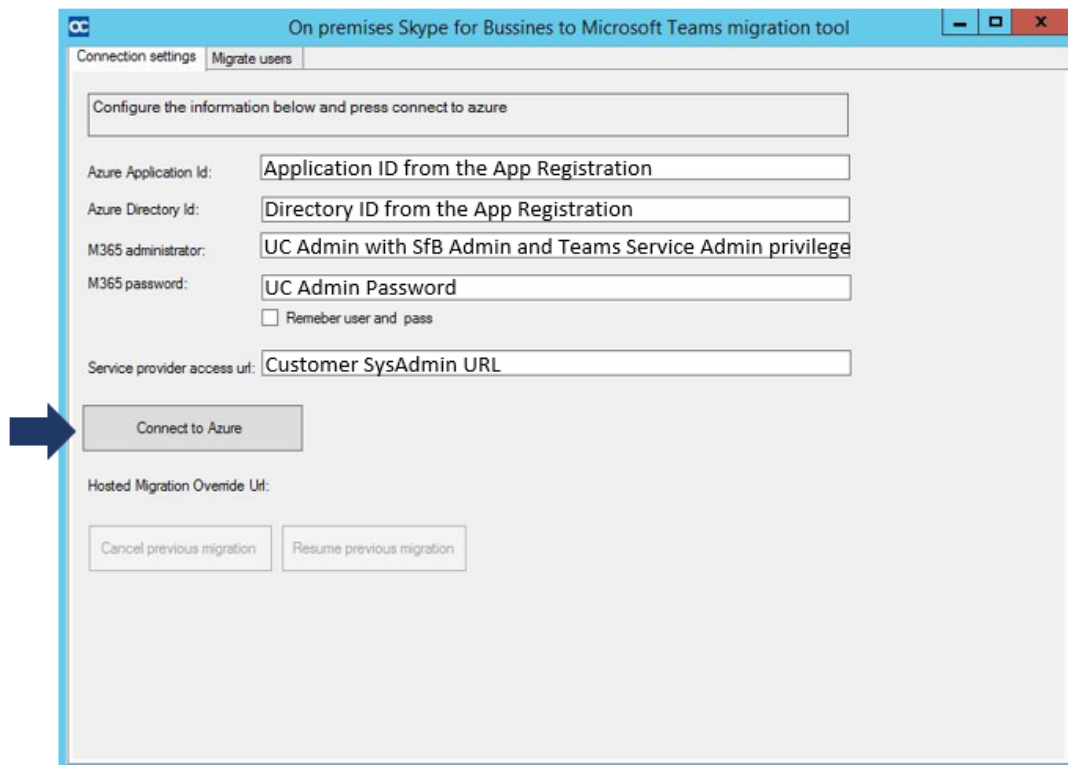 On premises Skype for Bussines to Microsoft Teams migration tool
Connection settings Migrate users
Configure the information below and press connect to azure
Azure Application Id: Application ID from the App Registration
Azure Directory Id: Directory ID from the App Registration
M365 administrator: UC Admin with SfB Admin and Teams Service Admin privilege
M365 password: UC Admin Password
Remeber user and pass
Service provider access url: Customer SysAdmin URL
Connect to Azure
Hosted Migration Override Url:
Cancel previous migration Resume previous migration